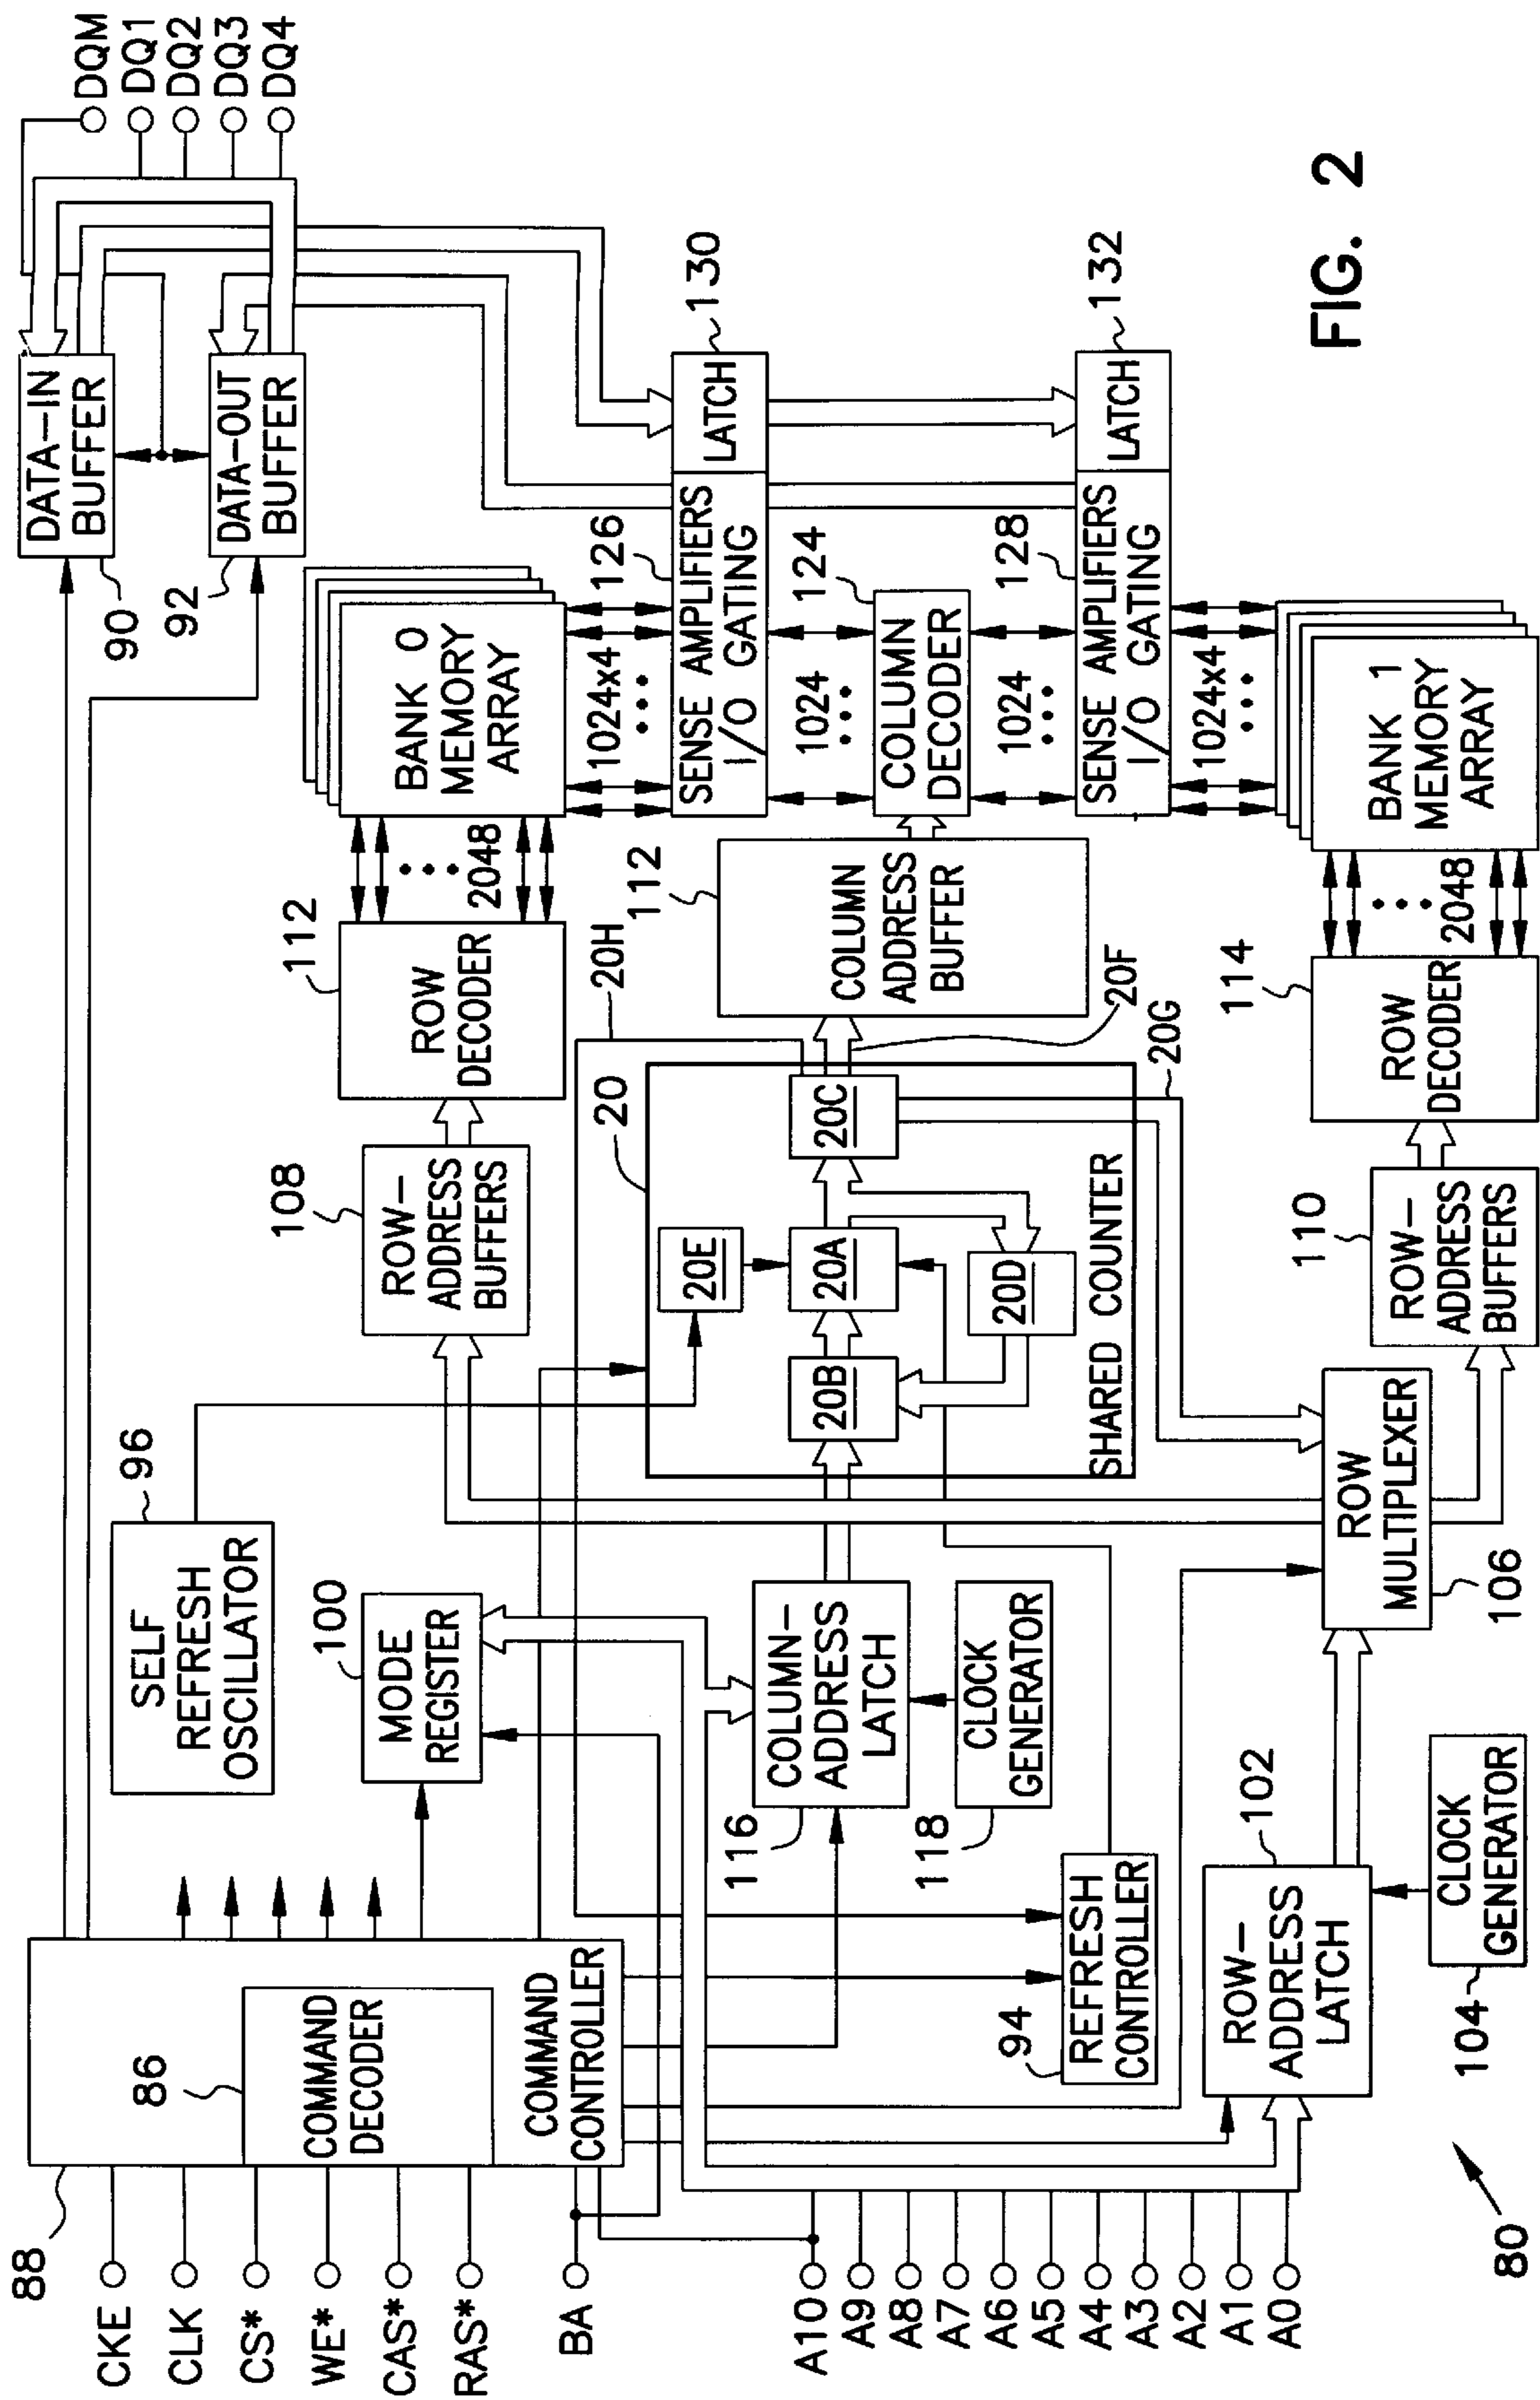 88
86
COMMAND
DECODER
COMMAND
CONTROLLER
CKE
CLK
CS*
WE*
CAS*
RAS*
BA
A10
A9
A8
A7
A6
A5
A4
A3
A2
A1
A0
80
SELF
REFRESH
OSCILLATOR
96
MODE
REGISTER
100
COLUMN-
ADDRESS
LATCH
116
CLOCK
GENERATOR
118
REFRESH
CONTROLLER
94
ROW-
ADDRESS
LATCH
102
CLOCK
GENERATOR
104
ROW
MULTIPLEXER
106
ROW-
ADDRESS
BUFFERS
108
20
20E
20B
20A
20C
20D
SHARED COUNTER
20H
20F
20G
ROW-
ADDRESS
BUFFERS
110
ROW
DECODER
112
COLUMN
ADDRESS
BUFFER
112
ROW
DECODER
114
2048
2048
BANK 0
MEMORY
ARRAY
1024x4
SENSE AMPLIFIERS
I/O GATING
126
LATCH
130
1024
COLUMN
DECODER
124
1024
SENSE AMPLIFIERS
I/O GATING
128
LATCH
132
1024x4
BANK 1
MEMORY
ARRAY
DATA-IN
BUFFER
90
DATA-OUT
BUFFER
92
DQM
DQ1
DQ2
DQ3
DQ4
FIG. 2